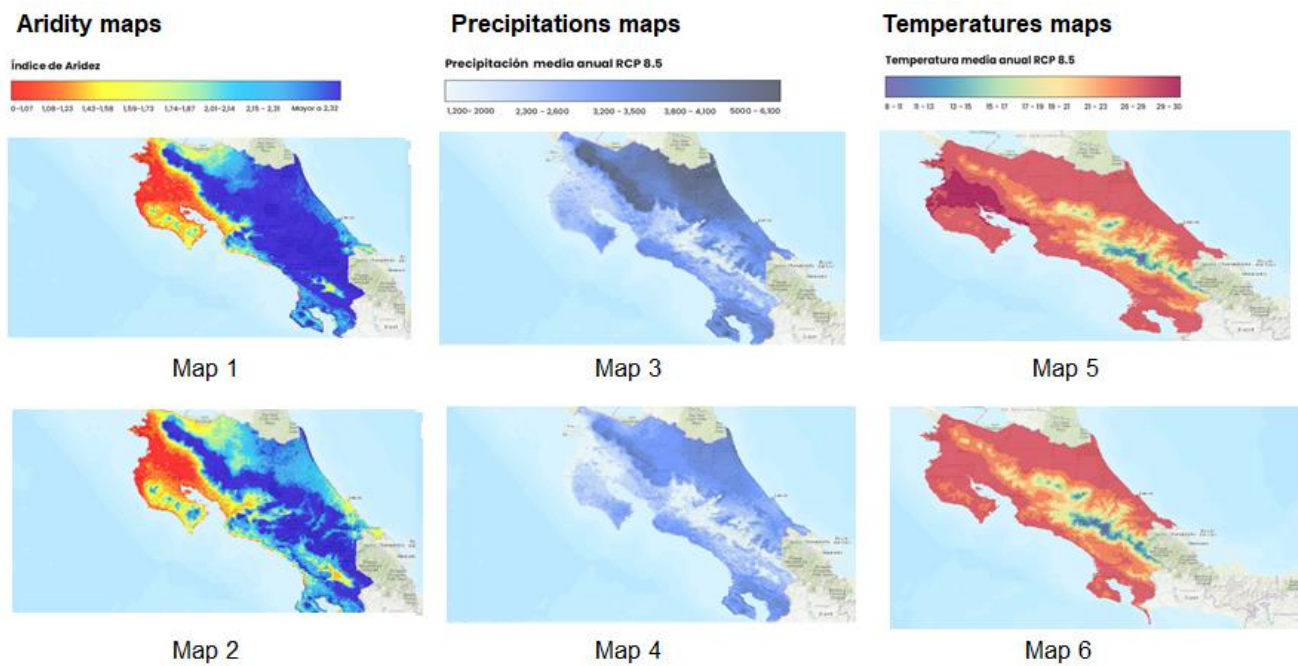 Aridity maps
Precipitations maps
Temperatures maps
Índice de Aridez
0-1,07 1,08-1,23 1,43-1,58 1,59-1,73 1,74-1,87 2,01-2,14 2,15 - 2,31 Mayor a 2,32
Precipitación media anual RCP 8.5
1,200- 2000 2,300 - 2,600 3,200 - 3,500 3,800 - 4,100 5000 - 6,100
Temperatura media anual RCP 8.5
8 - 11 11 - 13 13 - 15 15 - 17 17 - 19 19 - 21 21 - 23 26 - 29 29 - 30
Map 1
Map 3
Map 5
Map 2
Map 4
Map 6